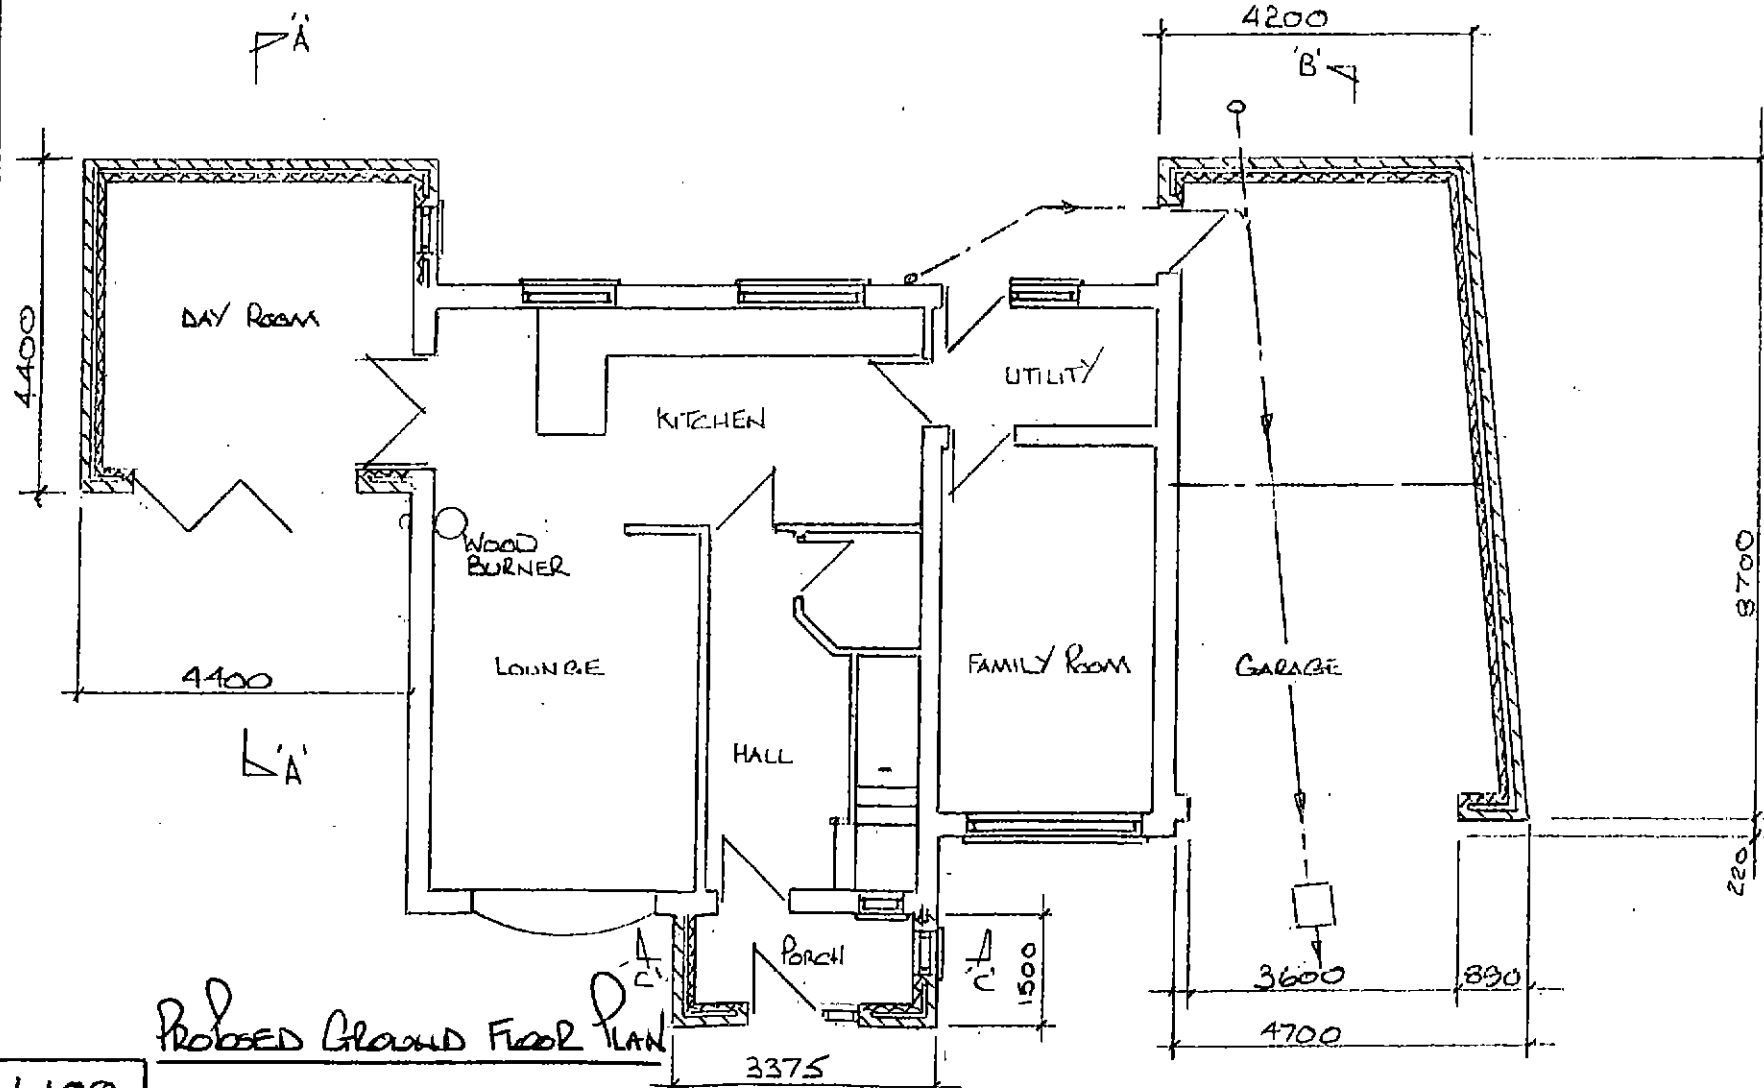 'A'
4200
'B'
4400
DAY ROOM
UTILITY
KITCHEN
WOOD
BURNER
8700
4400
LOUNGE
FAMILY ROOM
GARAGE
'A'
HALL
220
'C'
PORCH
'C'
1500
3600
890
PROPOSED GROUND FLOOR PLAN
4700
3375